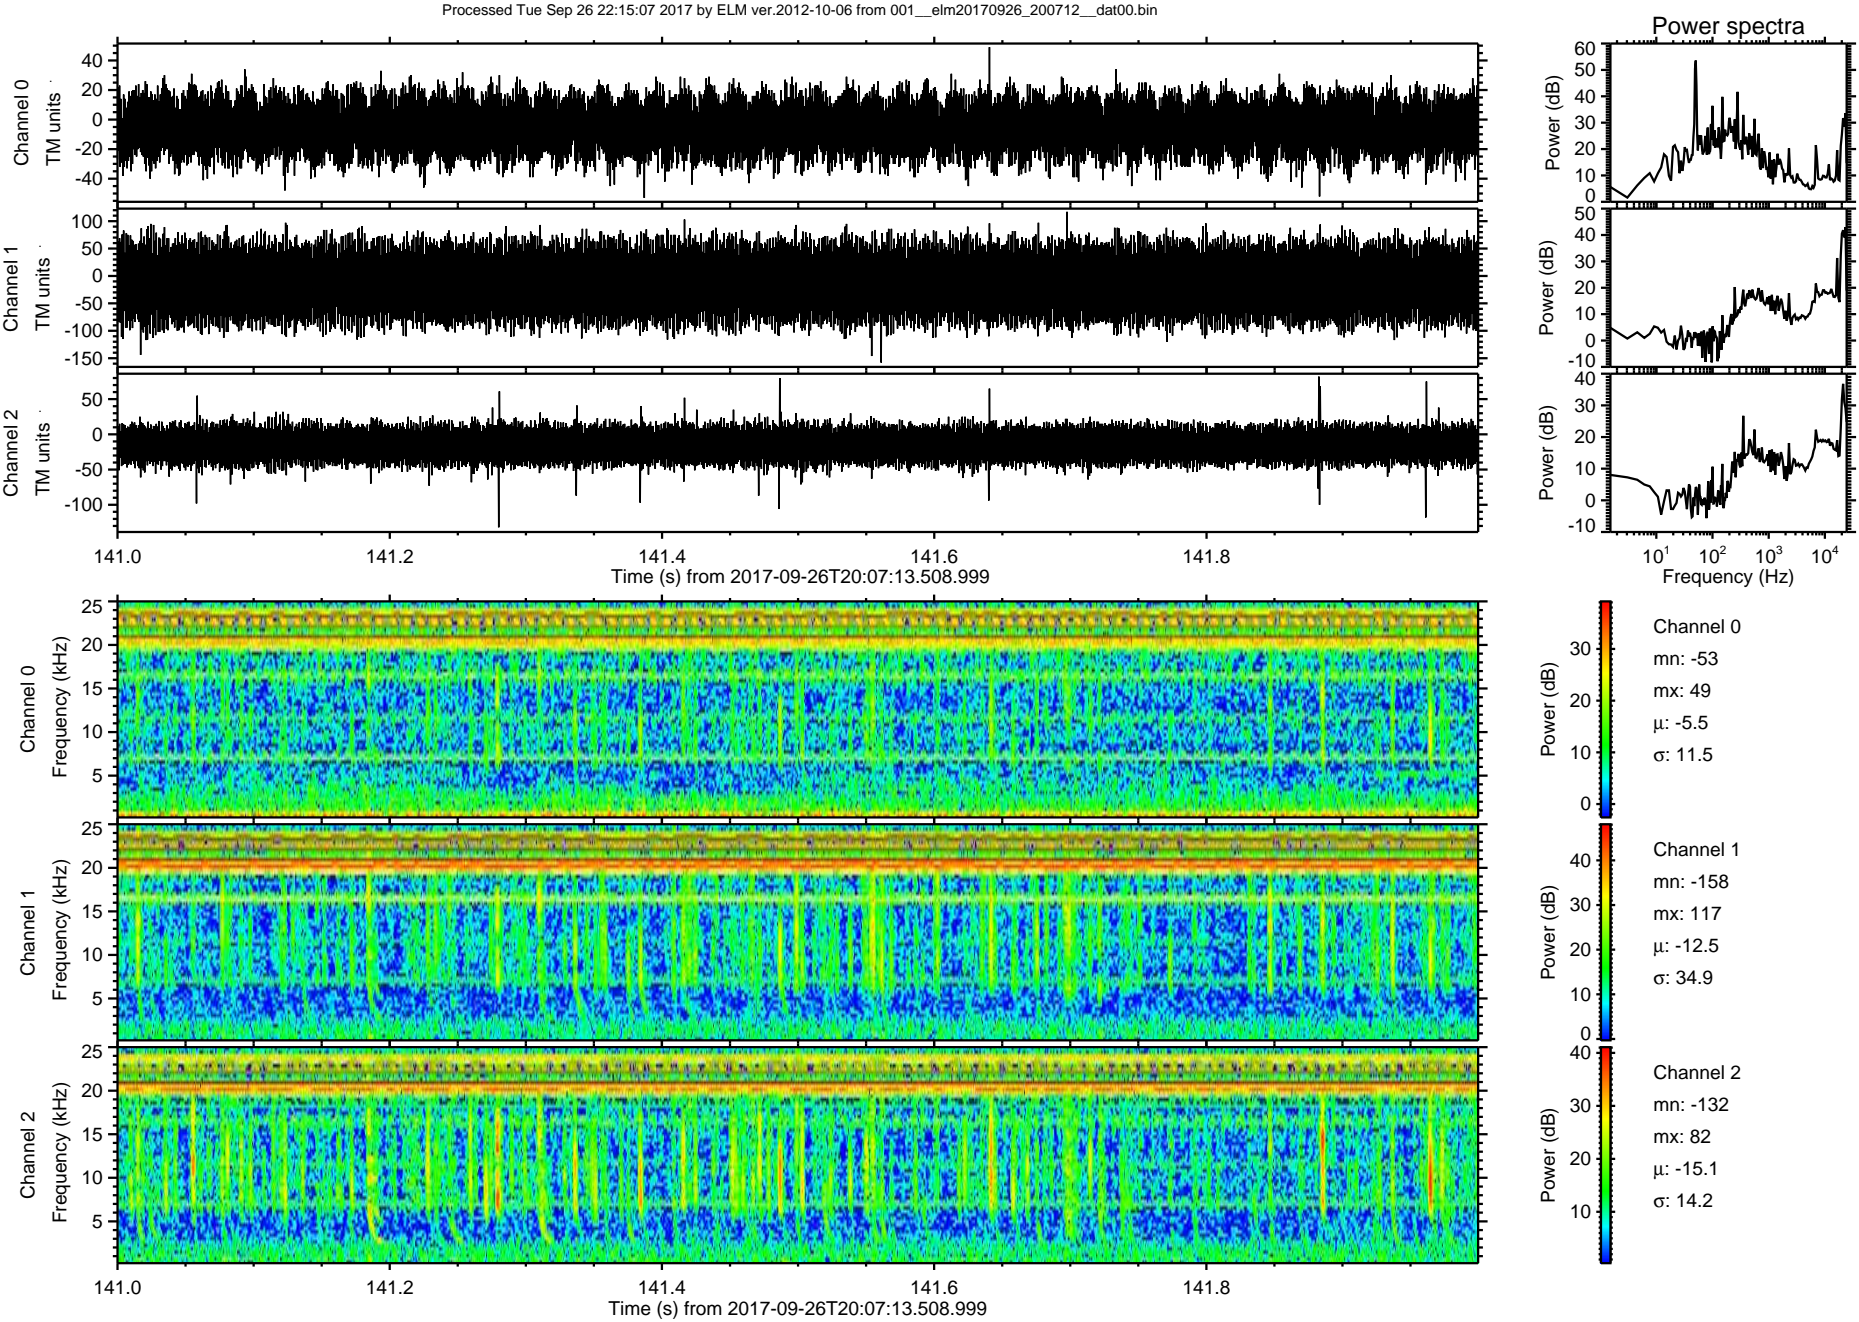 Processed Tue Sep 26 22:15:07 2017 by ELM ver.2012-10-06 from 001__elm20170926_200712__dat00.bin
Power spectra
Channel 0
TM units
40
20
0
-20
-40
Power (dB)
60
50
40
30
20
10
0
Channel 1
TM units
100
50
0
-50
-100
-150
Power (dB)
50
40
30
20
10
0
-10
Channel 2
TM units
50
0
-50
-100
Power (dB)
40
30
20
10
0
-10
141.0 141.2 141.4 141.6 141.8
Time (s) from 2017-09-26T20:07:13.508.999
10^1 10^2 10^3 10^4
Frequency (Hz)
Channel 0
Frequency (kHz)
25
20
15
10
5
Power (dB)
30
20
10
0
Channel 0
mn: -53
mx: 49
μ: -5.5
σ: 11.5
Channel 1
Frequency (kHz)
25
20
15
10
5
Power (dB)
40
30
20
10
0
Channel 1
mn: -158
mx: 117
μ: -12.5
σ: 34.9
Channel 2
Frequency (kHz)
25
20
15
10
5
Power (dB)
40
30
20
10
Channel 2
mn: -132
mx: 82
μ: -15.1
σ: 14.2
141.0 141.2 141.4 141.6 141.8
Time (s) from 2017-09-26T20:07:13.508.999